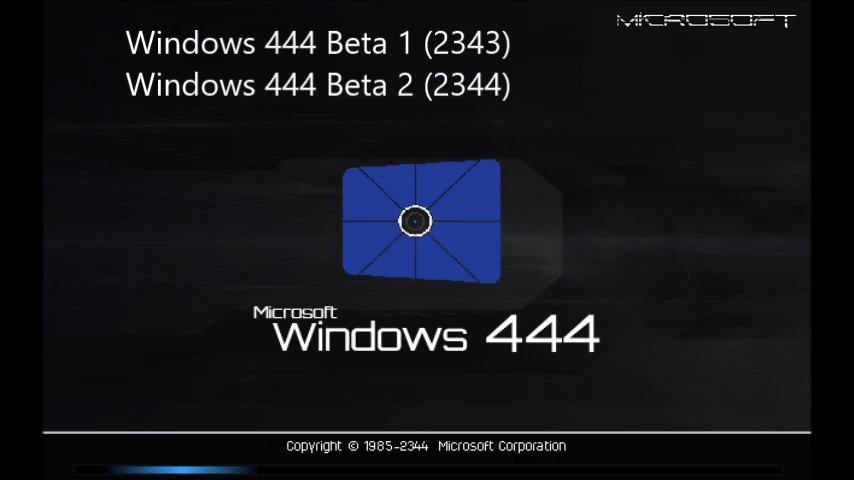 MICROSOFT
Windows 444 Beta 1 (2343)
Windows 444 Beta 2 (2344)
Microsoft
Windows 444
Copyright © 1985-2344 Microsoft Corporation